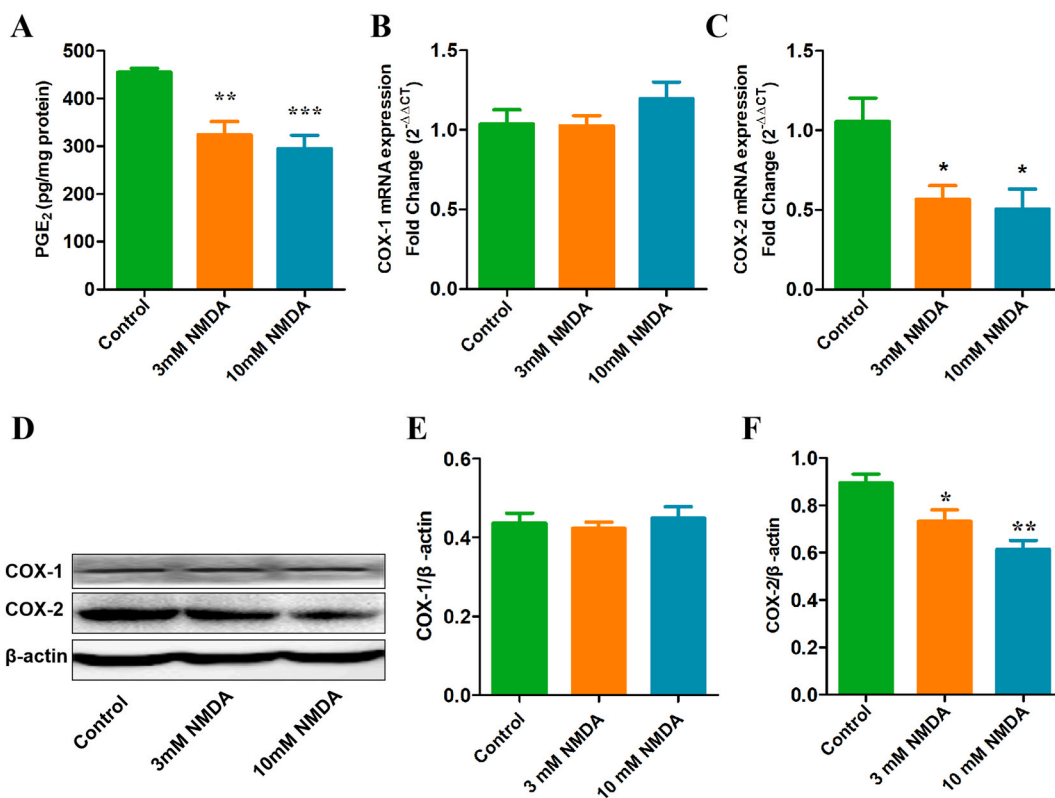 A
PGE₂ (pg/mg protein)
500
400
300
200
100
0
**
***
Control
3mM NMDA
10mM NMDA
B
COX-1 mRNA expression
Fold Change (2^-ΔΔCT)
1.5
1.0
0.5
0.0
Control
3mM NMDA
10mM NMDA
C
COX-2 mRNA expression
Fold Change (2^-ΔΔCT)
1.5
1.0
0.5
0.0
*
*
Control
3mM NMDA
10mM NMDA
D
COX-1
COX-2
β-actin
Control
3mM NMDA
10mM NMDA
E
COX-1/β -actin
0.6
0.4
0.2
0.0
Control
3 mM NMDA
10 mM NMDA
F
COX-2/β -actin
1.0
0.8
0.6
0.4
0.2
0.0
*
**
Control
3 mM NMDA
10 mM NMDA